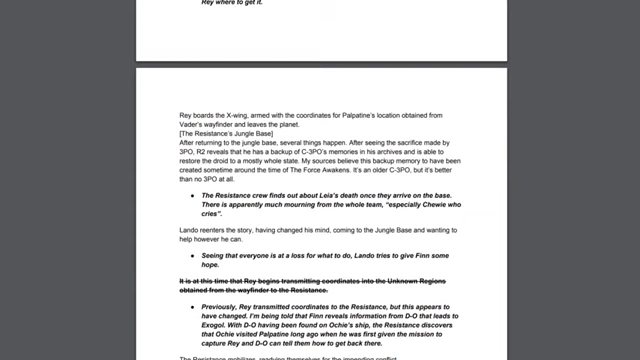 Rey where to get it.
Rey boards the X-wing, armed with the coordinates for Palpatine's location obtained from
Vader's wayfinder and leaves the planet.
[The Resistance's Jungle Base]
After returning to the jungle base, several things happen. After seeing the sacrifice made by
3PO, R2 reveals that he has a backup of C-3PO's memories in his archives and is able to
restore the droid to a mostly whole state. My sources believe this backup memory to have been
created sometime around the time of The Force Awakens. It's an older C-3PO, but it's better
than no 3PO at all.
● The Resistance crew finds out about Leia's death once they arrive on the base.
There is apparently much mourning from the whole team, "especially Chewie who
cries".
Lando reenters the story, having changed his mind, coming to the Jungle Base and wanting to
help however he can.
● Seeing that everyone is at a loss for what to do, Lando tries to give Finn some
hope.
It is at this time that Rey begins transmitting coordinates into the Unknown Regions
obtained from the wayfinder to the Resistance.
● Previously, Rey transmitted coordinates to the Resistance, but this appears to
have changed. I'm being told that Finn reveals information from D-O that leads to
Exogol. With D-O having been found on Ochie's ship, the Resistance discovers
that Ochie visited Palpatine long ago when he was first given the mission to
capture Rey and D-O can tell them how to get back there.
The Resistance mobilizes, readying themselves for the impending conflict.